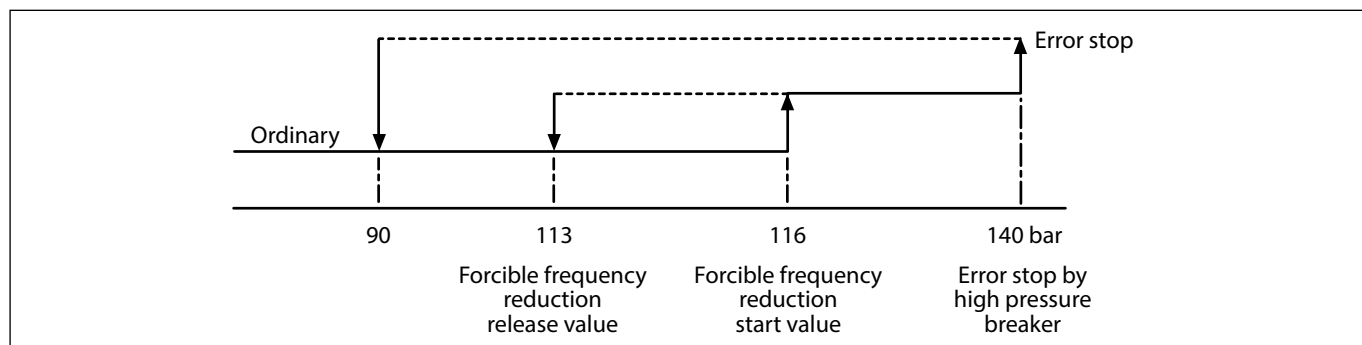 Error stop
Ordinary
90
113
116
140 bar
Forcible frequency
reduction
release value
Forcible frequency
reduction
start value
Error stop by
high pressure
breaker